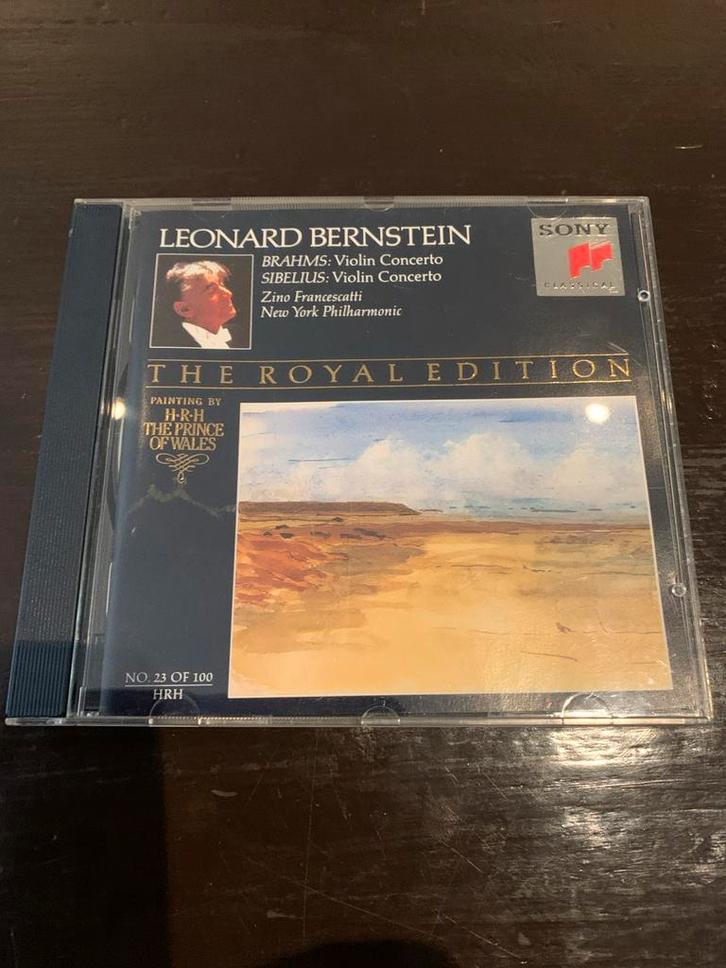 LEONARD BERNSTEIN
BRAHMS: Violin Concerto
SIBELIUS: Violin Concerto
Zino Francescatti
New York Philharmonic
SONY
CLASSICAL
THE ROYAL EDITION
PAINTING BY
H·R·H
THE PRINCE
OF WALES
NO. 23 OF 100
HRH